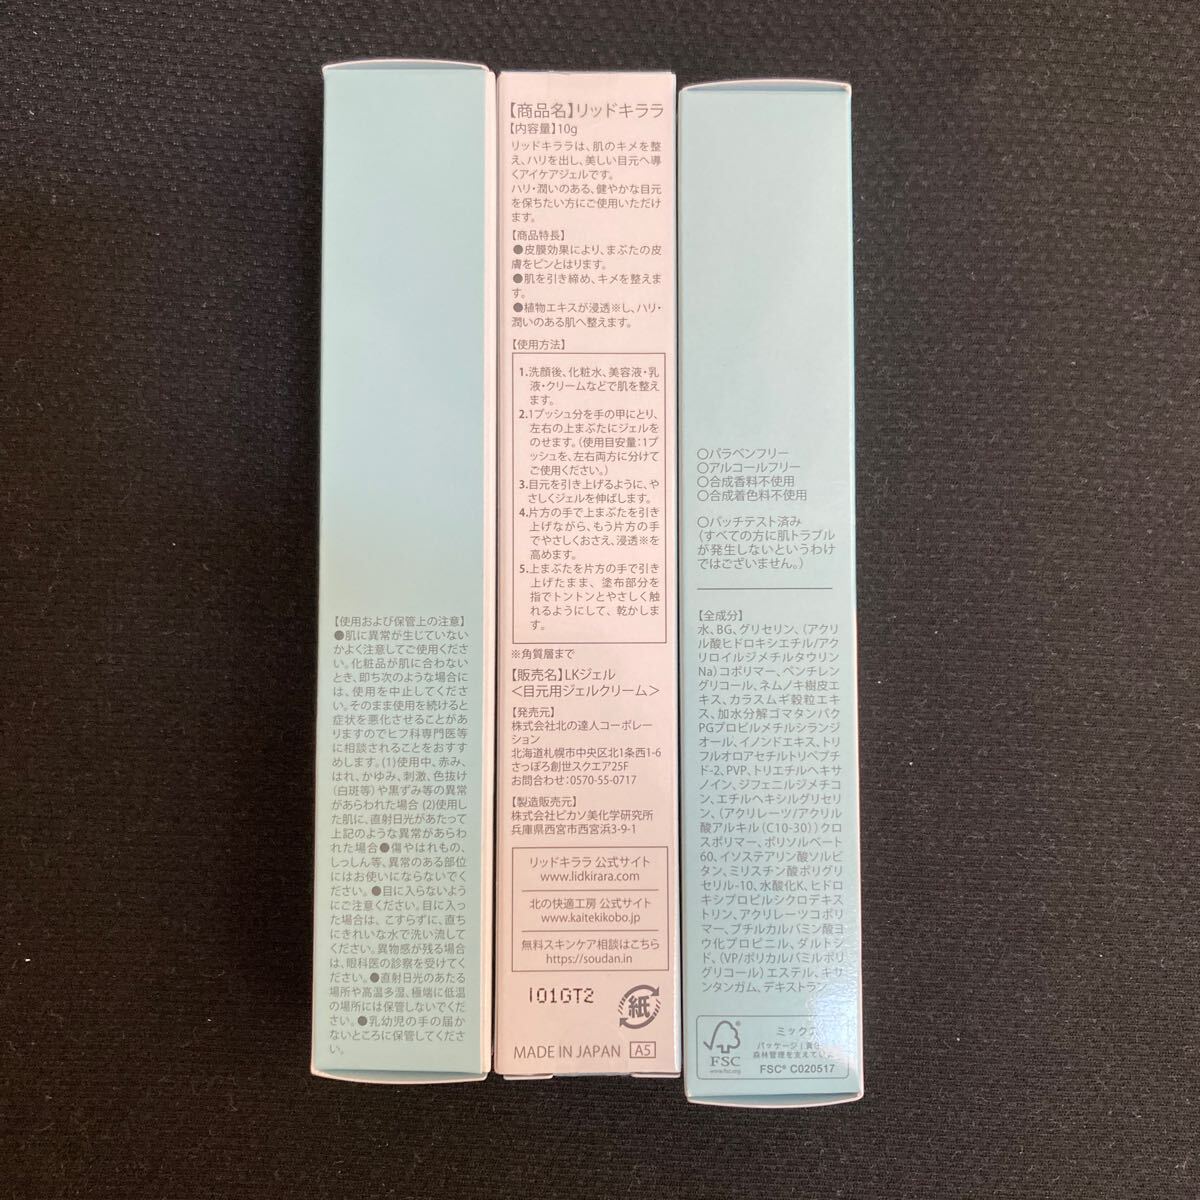 【使用および保管上の注意】
●肌に異常が生じていない
かよく注意してご使用くださ
い。化粧品が肌に合わない
とき、即ち次のような場合に
は、使用を中止してくださ
い。そのまま使用を続けると
症状を悪化させることがあ
りますのでヒフ科専門医等
に相談されることをおすす
めします。(1)使用中、赤み、
はれ、かゆみ、刺激、色抜け
(白斑等)や黒ずみ等の異常
があらわれた場合 (2)使用し
た肌に、直射日光があたって
上記のような異常があらわ
れた場合●傷やはれもの、
しっしん等、異常のある部位
にはお使いにならないでく
ださい。●目に入らないよう
にご注意ください。目に入っ
た場合は、こすらずに、直ち
にきれいな水で洗い流して
ください。異物感が残る場合
は、眼科医の診察を受けてく
ださい。●直射日光のあたる
場所や高温多湿、極端に低温
の場所には保管しないでくだ
さい。●乳幼児の手の届か
ないところに保管してくださ
い。
【商品名】リッドキララ
【内容量】10g
リッドキララは、肌のキメを整
え、ハリを出し、美しい目元へ導
くアイケアジェルです。
ハリ・潤いのある、健やかな目元
を保ちたい方にご使用いただけ
ます。
【商品特長】
●皮膜効果により、まぶたの皮
膚をピンとはります。
●肌を引き締め、キメを整えま
す。
●植物エキスが浸透※し、ハリ・
潤いのある肌へ整えます。
【使用方法】
1.洗顔後、化粧水、美容液・乳
液・クリームなどで肌を整え
ます。
2.1プッシュ分を手の甲にとり、
左右の上まぶたにジェルを
のせます。(使用目安量：1プ
ッシュを、左右両方に分けて
ご使用ください。)
3.目元を引き上げるように、や
さしくジェルを伸ばします。
4.片方の手で上まぶたを引き
上げながら、もう片方の手
でやさしくおさえ、浸透※を
高めます。
5.上まぶたを片方の手で引き
上げたまま、塗布部分を
指でトントンとやさしく触
れるようにして、乾かしま
す。
※角質層まで
【販売名】LKジェル
＜目元用ジェルクリーム＞
【発売元】
株式会社北の達人コーポレー
ション
北海道札幌市中央区北1条西1-6
さっぽろ創世スクエア25F
お問合わせ：0570-55-0717
【製造販売元】
株式会社ピカソ美化学研究所
兵庫県西宮市西宮浜3-9-1
リッドキララ 公式サイト
www.lidkirara.com
北の快適工房 公式サイト
www.kaitekikobo.jp
無料スキンケア相談はこちら
https://soudan.in
101GT2
紙
MADE IN JAPAN A5
○パラベンフリー
○アルコールフリー
○合成香料不使用
○合成着色料不使用
○パッチテスト済み
(すべての方に肌トラブル
が発生しないというわけ
ではございません。)
【全成分】
水、BG、グリセリン、(アクリ
ル酸ヒドロキシエチル/アク
リロイルジメチルタウリン
Na)コポリマー、ペンチレン
グリコール、ネムノキ樹皮エ
キス、カラスムギ穀粒エキ
ス、加水分解ゴマタンパク
PGプロピルメチルシランジ
オール、イノンドエキス、トリ
フルオロアセチルトリペプチ
ド-2、PVP、トリエチルヘキサ
ノイン、ジフェニルジメチコ
ン、エチルヘキシルグリセリ
ン、(アクリレーツ/アクリル
酸アルキル(C10-30))クロ
スポリマー、ポリソルベート
60、イソステアリン酸ソルビ
タン、ミリスチン酸ポリグリ
セリル-10、水酸化K、ヒドロ
キシプロピルシクロデキス
トリン、アクリレーツコポリ
マー、ブチルカルバミン酸ヨ
ウ化プロピニル、ダルトシ
ド、(VP/ポリカルバミルポリ
グリコール)エステル、キサ
ンタンガム、デキストラン
FSC
www.fsc.org
ミックス
パッケージ | 責任
森林管理を支えて
FSC® C020517